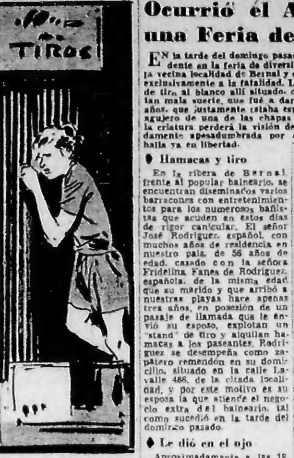 TIROS
Ocurrió el A
una Feria de
EN la tarde del domingo pasa
dente en la feria de diversi
la vecina localidad de Bernal y
exclusivamente a la fatalidad.
de tiro al blanco allí situado,
tan mala suerte, que fué a dar
años, que justamente estaba esp
agujero de una de las chapas
la criatura perderá la visión de
damente apesadumbrada por
halla ya en libertad.
Hamacas y tiro
En la ribera de Bernal,
frente al popular balneario, se
encuentran diseminados varios
barracones con entretenimien-
tos para los numerosos bañis-
tas que acuden en estos días
de rigor canicular. El señor
José Rodríguez, español, con
muchos años de residencia en
nuestro país, de 56 años de
edad, casado con la señora
Fridelina Fanes de Rodríguez,
española, de la misma edad
que su marido y que arribó a
nuestras playas hace apenas
tres años, en posesión de un
pasaje de llamada que le en-
vió su esposo, explotan un
"stand" de tiro y alquilan ha-
macas a los paseantes. Rodrí-
guez se desempeña como za-
patero remendón en su domi-
cilio, situado en la calle La-
valle 486, de la citada locali-
dad, y por este motivo es su
esposa la que atiende el nego-
cio extra del balneario, tal
como sucedió en la tarde del
domingo pasado.
Le dió en el ojo
Aproximadamente a las 18